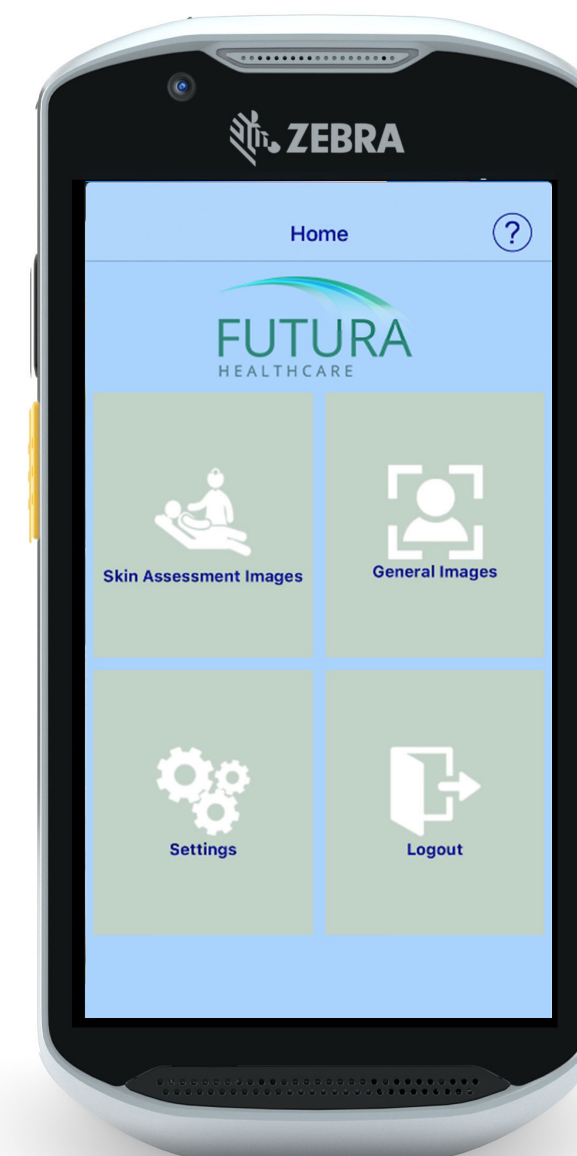 ZEBRA
Home
?
FUTURA
HEALTHCARE
Skin Assessment Images
General Images
Settings
Logout